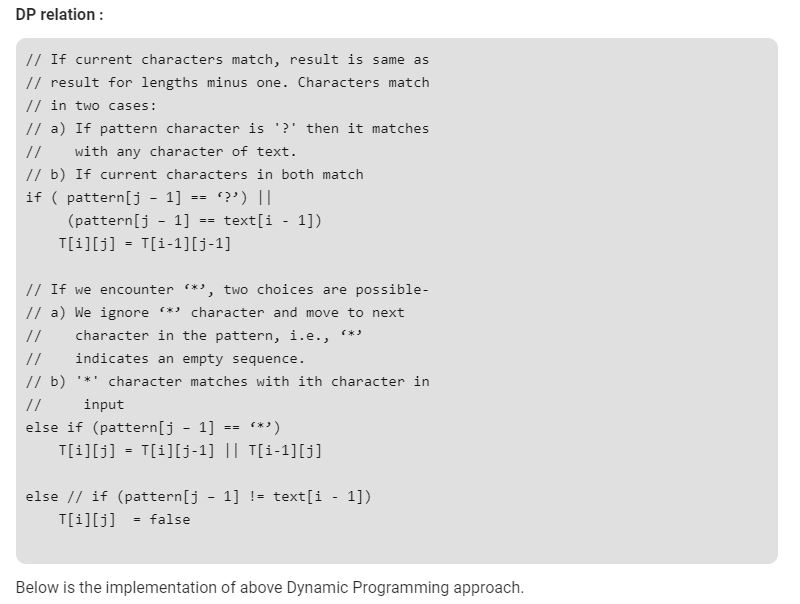 DP relation :
// If current characters match, result is same as
// result for lengths minus one. Characters match
// in two cases:
// a) If pattern character is '?' then it matches
//    with any character of text.
// b) If current characters in both match
if ( pattern[j – 1] == ‘?’) ||
     (pattern[j – 1] == text[i - 1])
    T[i][j] = T[i-1][j-1]
// If we encounter ‘*’, two choices are possible-
// a) We ignore ‘*’ character and move to next
//    character in the pattern, i.e., ‘*’
//    indicates an empty sequence.
// b) '*' character matches with ith character in
//     input
else if (pattern[j – 1] == ‘*’)
    T[i][j] = T[i][j-1] || T[i-1][j]
else // if (pattern[j – 1] != text[i - 1])
    T[i][j]  = false
Below is the implementation of above Dynamic Programming approach.